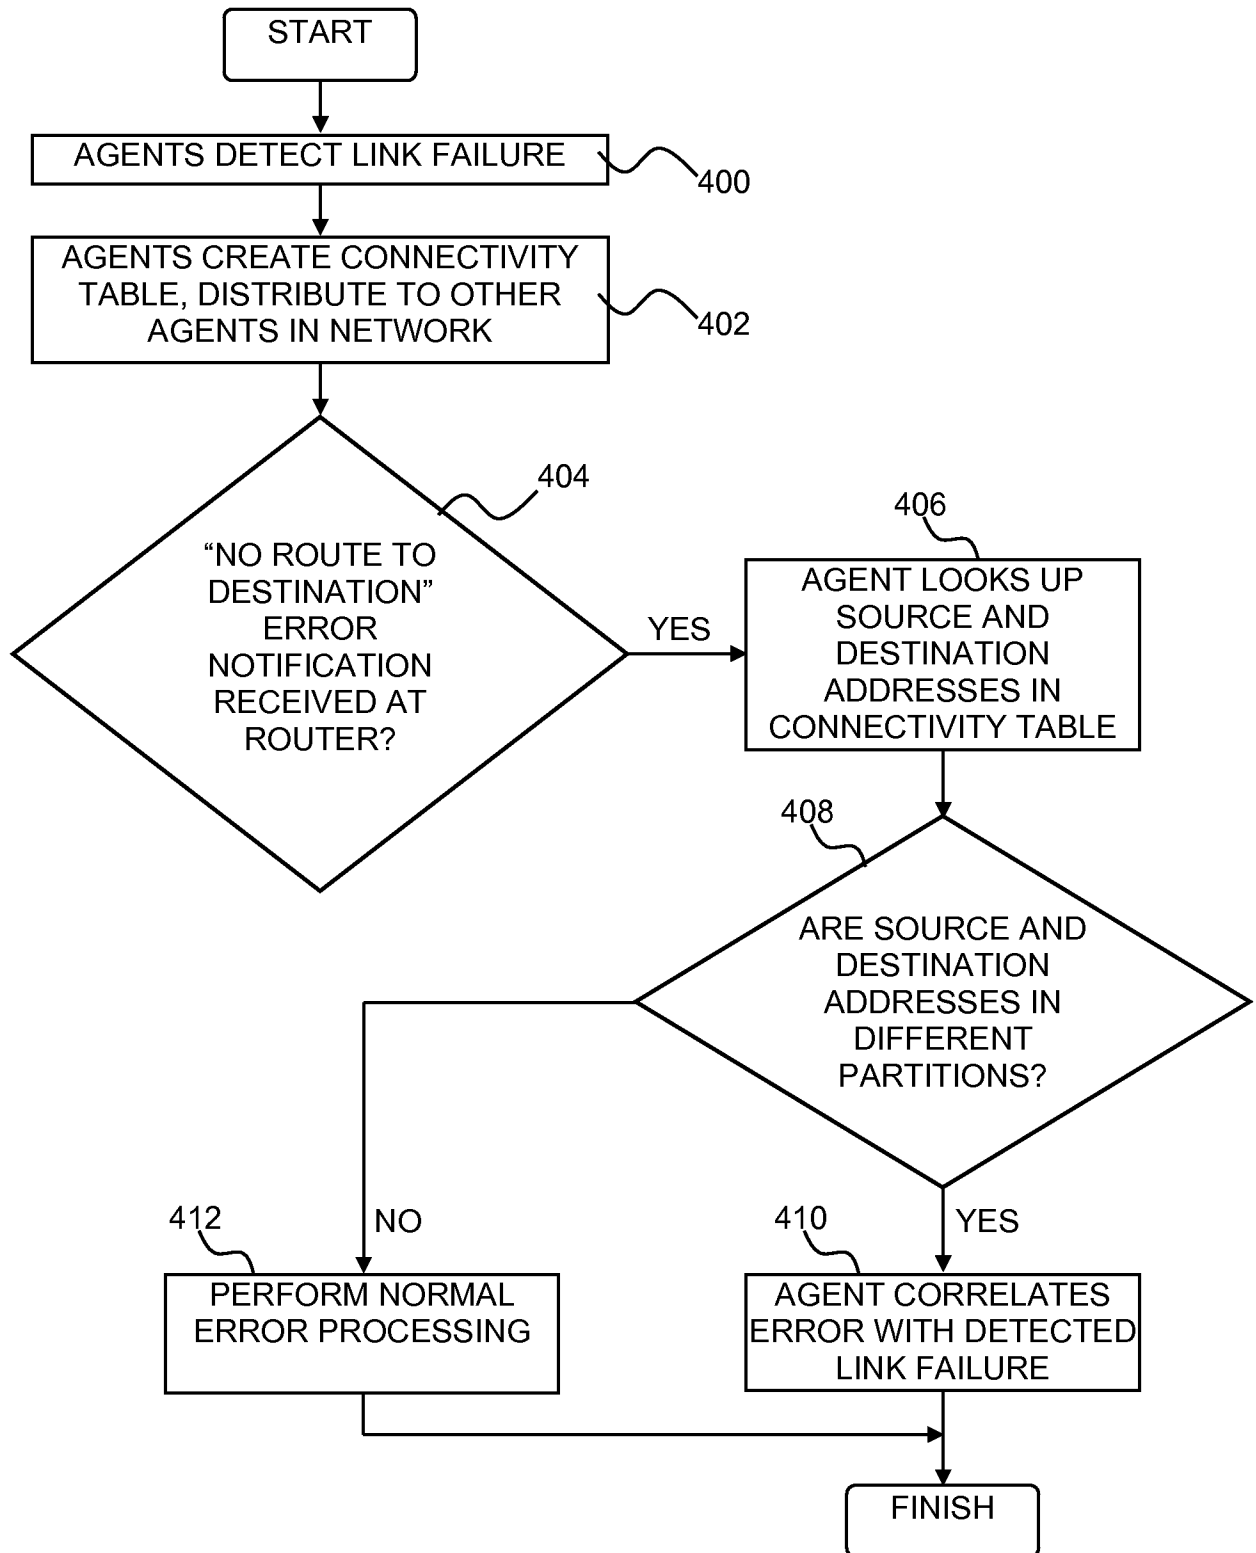 START
AGENTS DETECT LINK FAILURE
400
AGENTS CREATE CONNECTIVITY
TABLE, DISTRIBUTE TO OTHER
AGENTS IN NETWORK
402
404
“NO ROUTE TO
DESTINATION”
ERROR
NOTIFICATION
RECEIVED AT
ROUTER?
YES
406
AGENT LOOKS UP
SOURCE AND
DESTINATION
ADDRESSES IN
CONNECTIVITY TABLE
408
ARE SOURCE AND
DESTINATION
ADDRESSES IN
DIFFERENT
PARTITIONS?
412
NO
PERFORM NORMAL
ERROR PROCESSING
410
YES
AGENT CORRELATES
ERROR WITH DETECTED
LINK FAILURE
FINISH